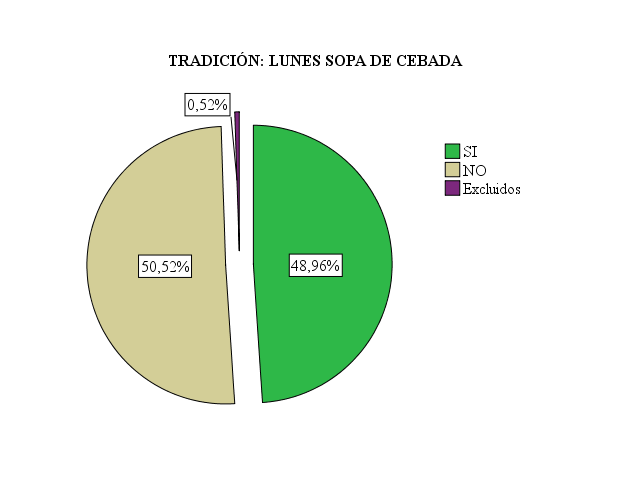 TRADICIÓN: LUNES SOPA DE CEBADA
0,52%
SI
NO
Excluidos
50,52%
48,96%